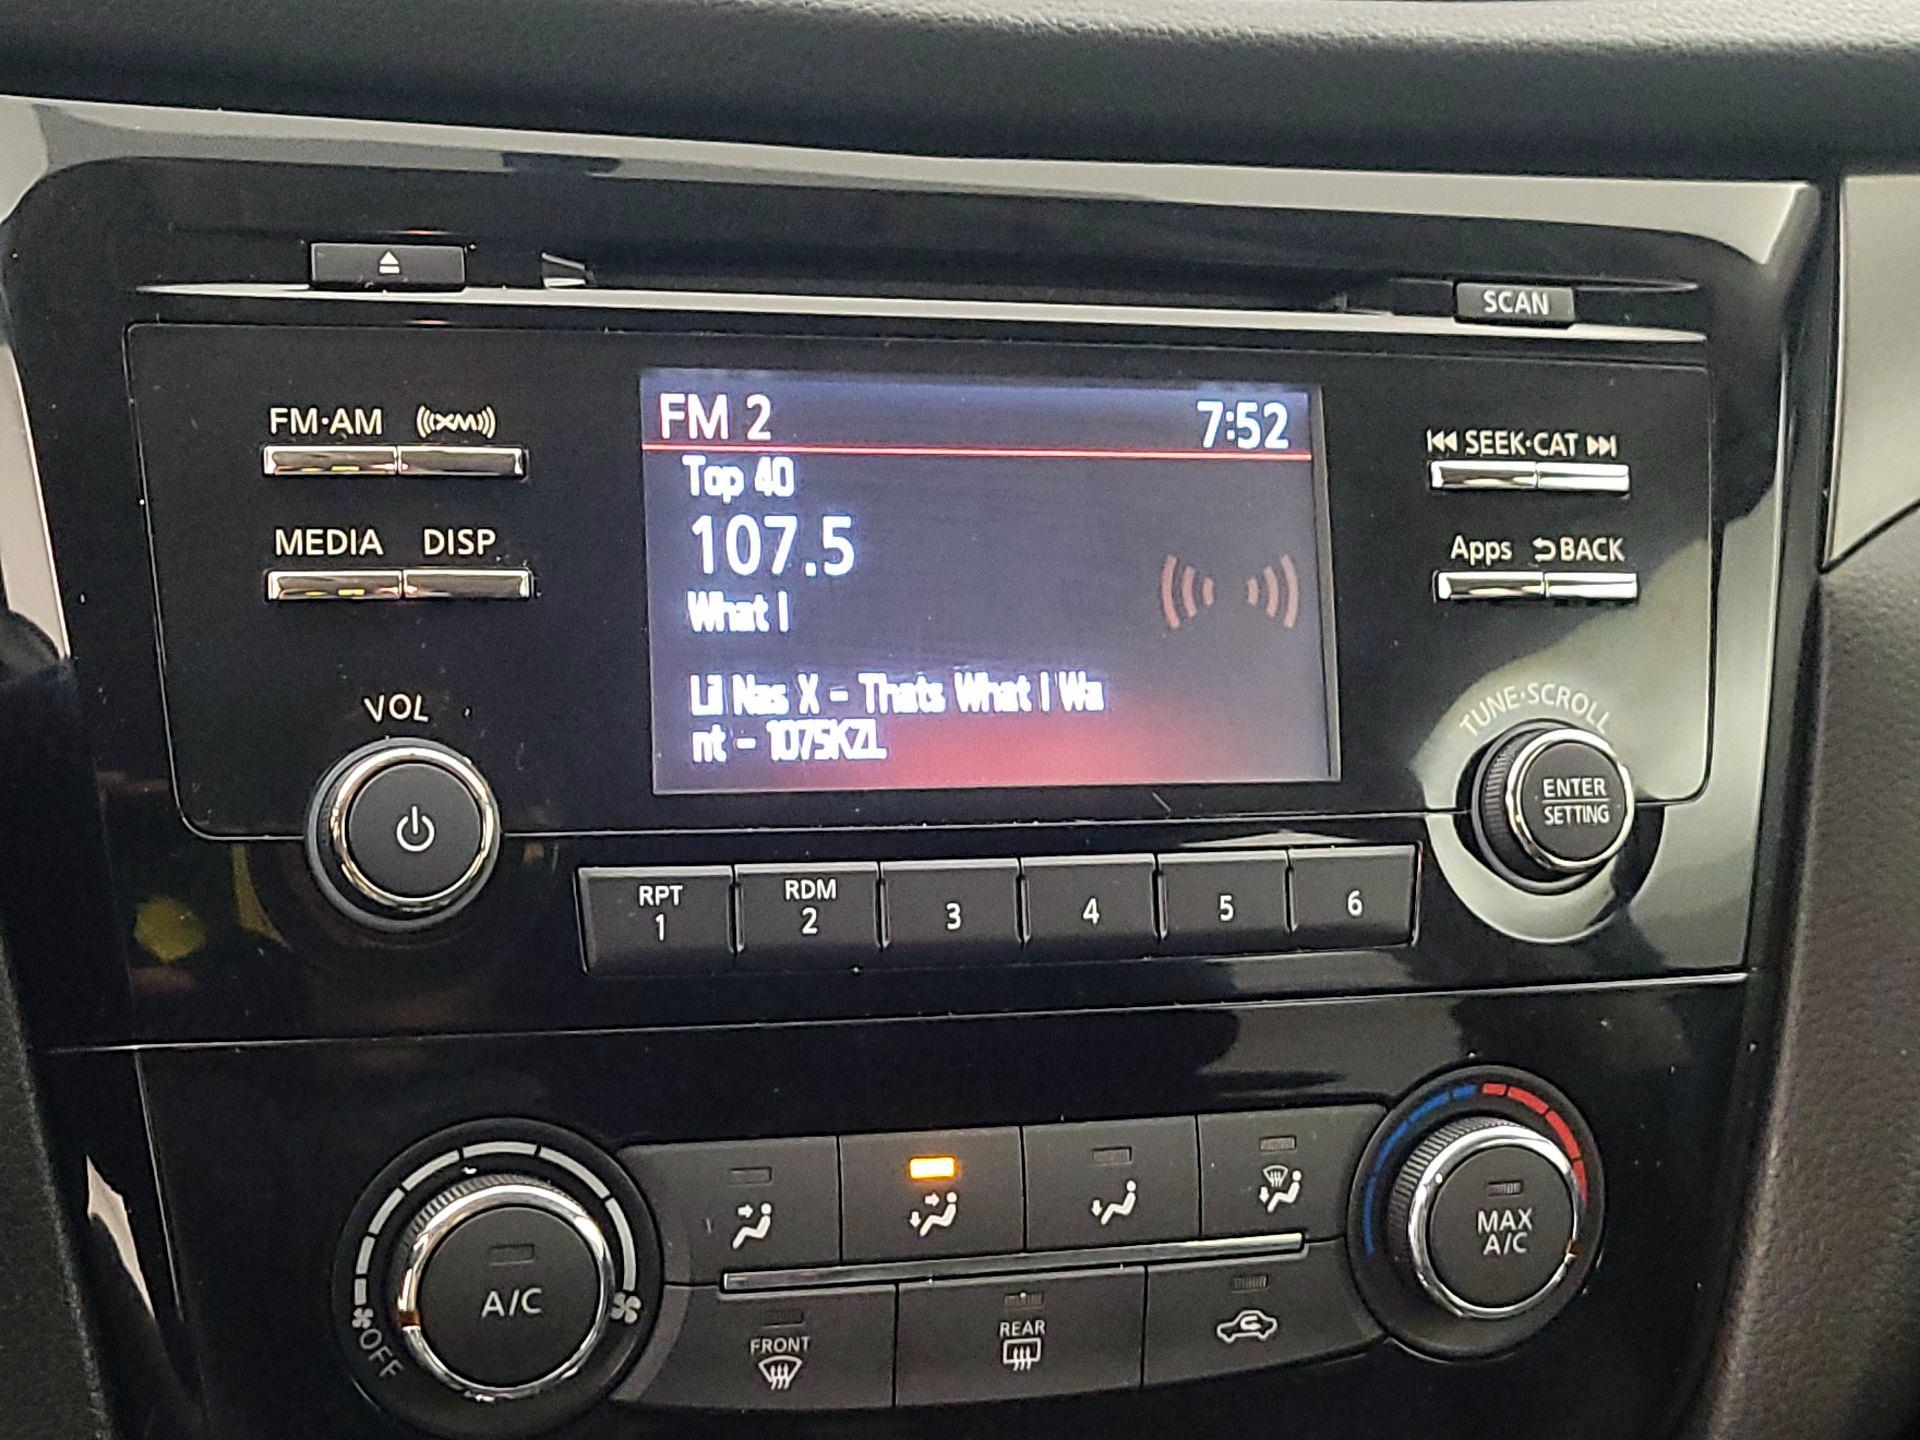 SCAN
FM·AM XM
FM 2 7:52
SEEK·CAT
Top 40
107.5
MEDIA DISP
Apps BACK
What I
Lil Nas X - Thats What I Wa
nt - 1075KZL
VOL
TUNE·SCROLL
ENTER
SETTING
RPT
1
RDM
2
3
4
5
6
MAX
A/C
A/C
OFF
FRONT
REAR